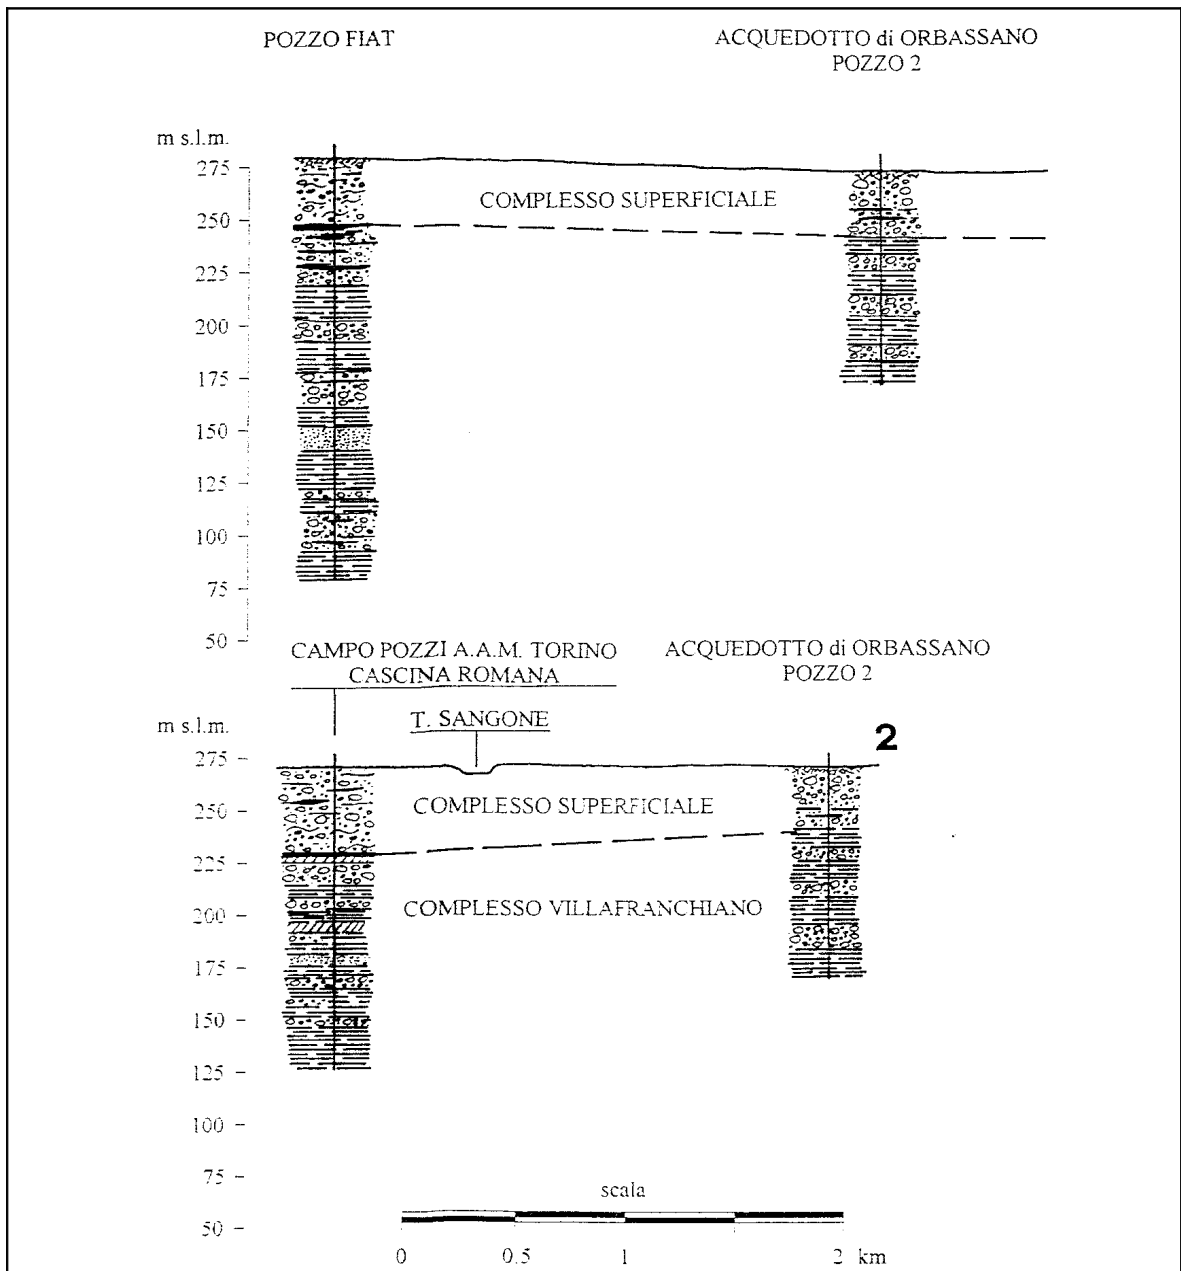 POZZO FIAT
ACQUEDOTTO di ORBASSANO
POZZO 2
m s.l.m.
275
250
225
200
175
150
125
100
75
50
COMPLESSO SUPERFICIALE
CAMPO POZZI A.A.M. TORINO
CASCINA ROMANA
ACQUEDOTTO di ORBASSANO
POZZO 2
T. SANGONE
2
m s.l.m.
275
250
225
200
175
150
125
100
75
50
COMPLESSO SUPERFICIALE
COMPLESSO VILLAFRANCHIANO
scala
0 0.5 1 2 km